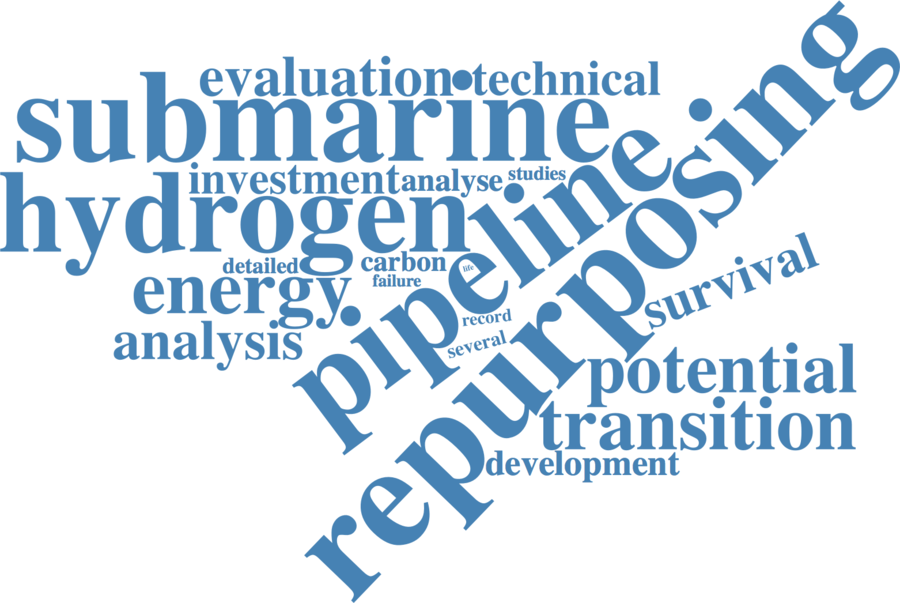 evaluation
technical
submarine
investment
analyse
studies
hydrogen
pipeline
repurposing
detailed
carbon
life
failure
energy
survival
record
analysis
several
potential
transition
development